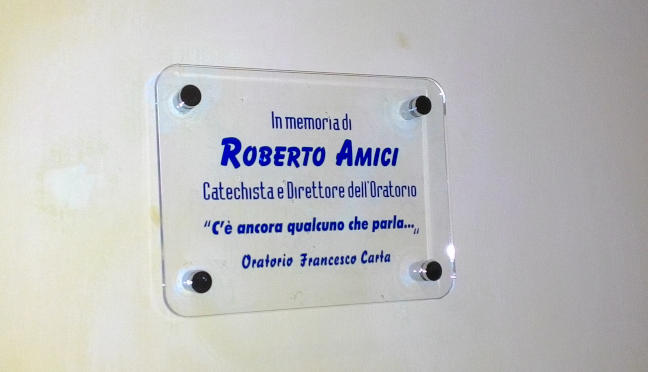 In memoria di
ROBERTO AMICI
Catechista e Direttore dell'Oratorio
"C'è ancora qualcuno che parla..."
Oratorio Francesco Carta